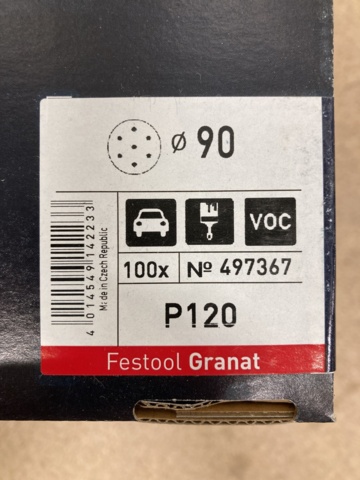 ø 90
VOC
100x
Nº 497367
P120
Festool Granat
4 014549 142233
Made in Czech Republic